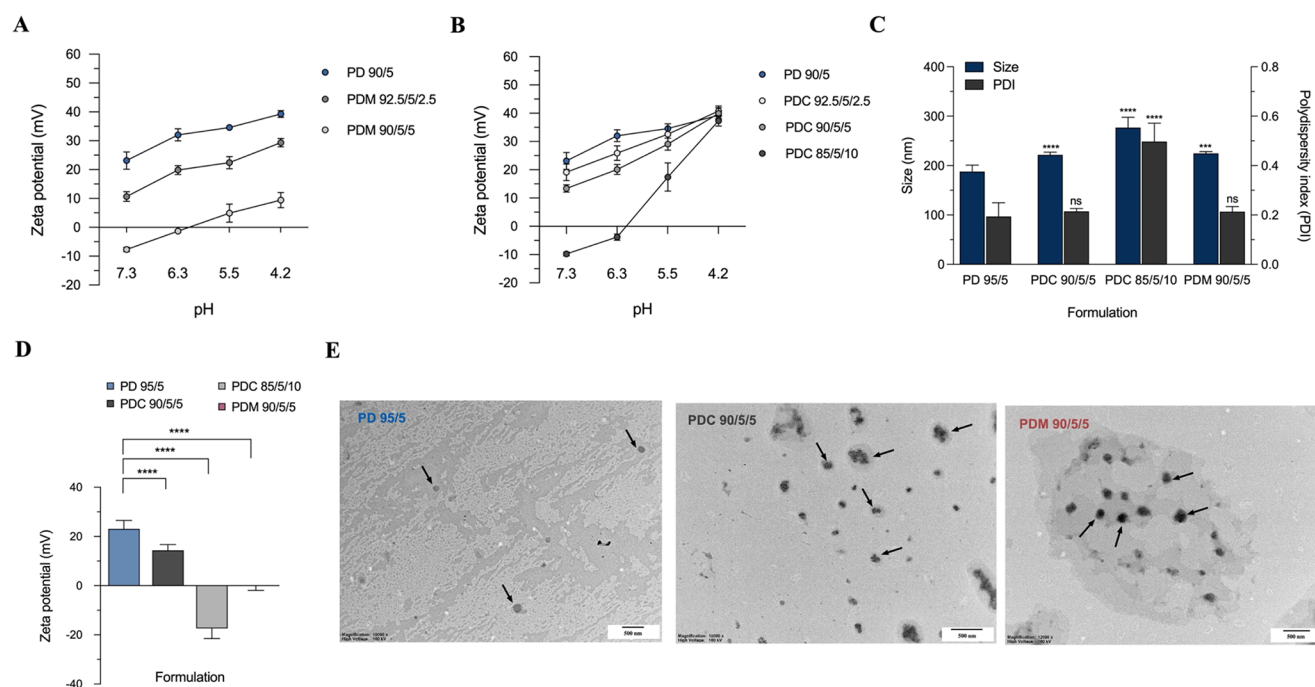 A
60
50
40
30
20
10
0
-10
-20
Zeta potential (mV)
7.3 6.3 5.5 4.2
pH
PD 90/5
PDM 92.5/5/2.5
PDM 90/5/5
B
60
50
40
30
20
10
0
-10
-20
Zeta potential (mV)
7.3 6.3 5.5 4.2
pH
PD 90/5
PDC 92.5/5/2.5
PDC 90/5/5
PDC 85/5/10
C
Size
PDI
400
300
200
100
0
Size (nm)
0.8
0.6
0.4
0.2
0.0
Polydispersity index (PDI)
**** ns **** **** *** ns
PD 95/5 PDC 90/5/5 PDC 85/5/10 PDM 90/5/5
Formulation
D
PD 95/5 PDC 85/5/10
PDC 90/5/5 PDM 90/5/5
****
****
****
40
20
0
-20
-40
Zeta potential (mV)
Formulation
E
PD 95/5
500 nm
PDC 90/5/5
500 nm
PDM 90/5/5
500 nm